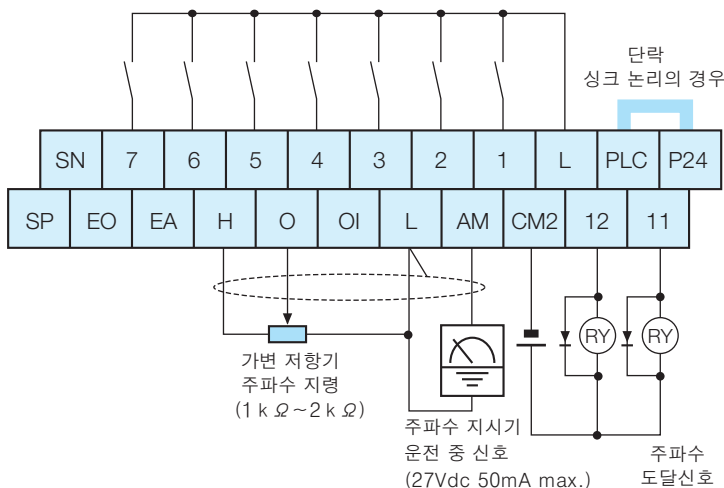 단락
싱크 논리의 경우
SN 7 6 5 4 3 2 1 L PLC P24
SP EO EA H O OI L AM CM2 12 11
RY RY
가변 저항기
주파수 지령
(1 k Ω~2 k Ω)
주파수 지시기
운전 중 신호
(27Vdc 50mA max.)
주파수
도달신호